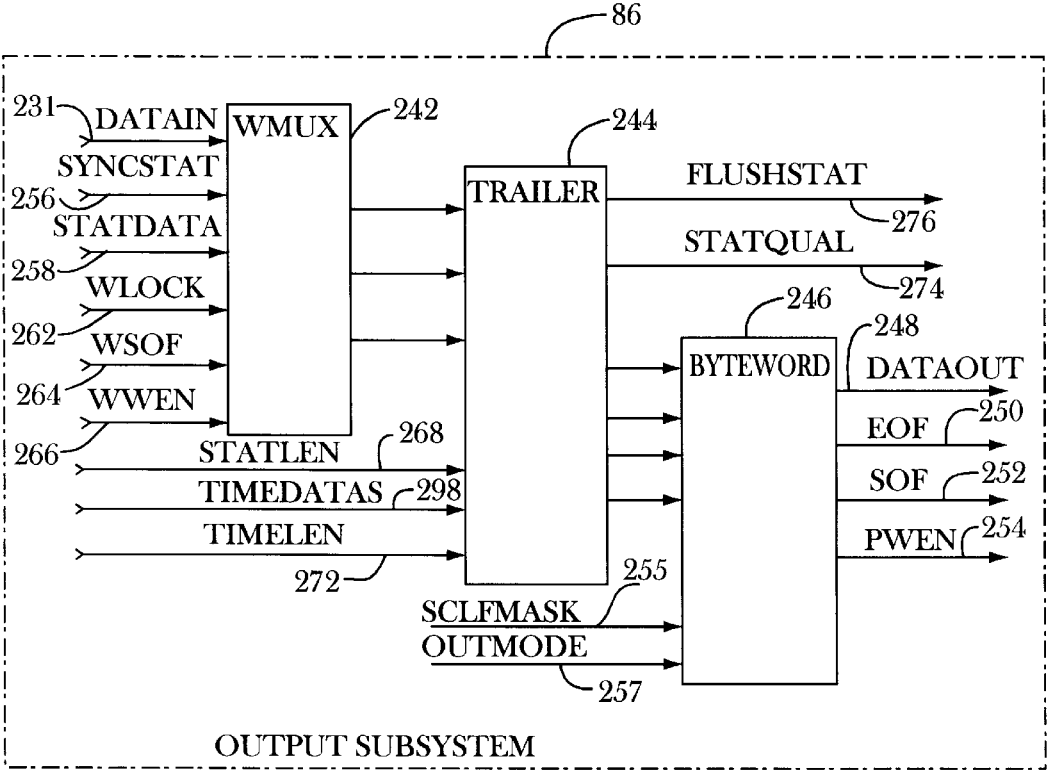 86
231
DATAIN
WMUX
242
SYNCSTAT
256
STATDATA
258
WLOCK
262
WSOF
264
WWEN
266
244
TRAILER
FLUSHSTAT
276
STATQUAL
274
246
BYTEWORD
248
DATAOUT
EOF
250
SOF
252
PWEN
254
STATLEN
268
TIMEDATAS
298
TIMELEN
272
SCLFMASK
255
OUTMODE
257
OUTPUT SUBSYSTEM